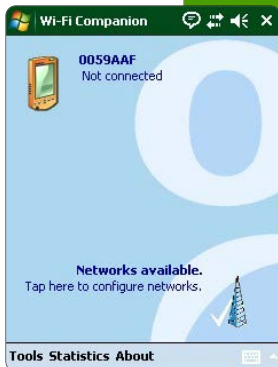 Wi-Fi Companion
0059AAF
Not connected
Networks available.
Tap here to configure networks.
Tools Statistics About